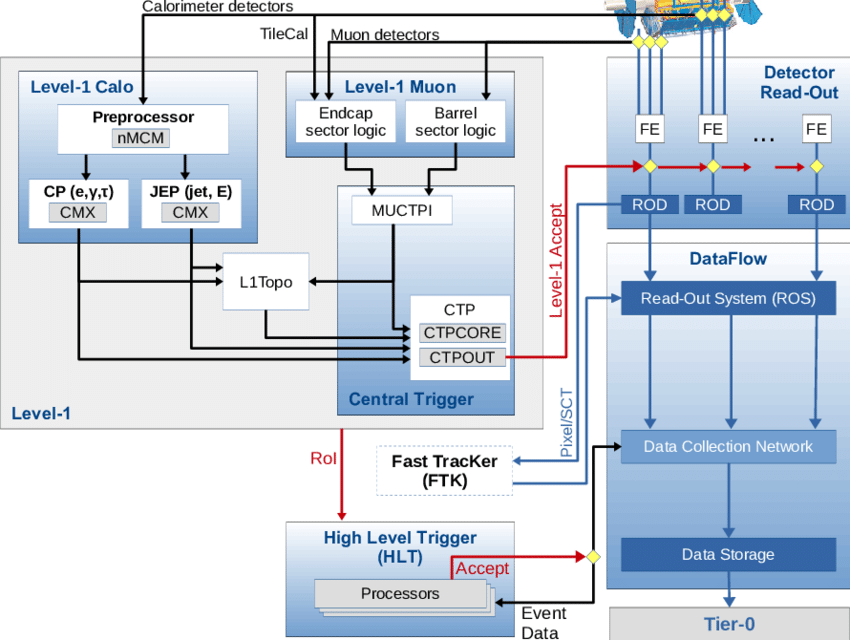 Calorimeter detectors
TileCal
Muon detectors
Level-1 Calo
Preprocessor
nMCM
CP (e,γ,τ)
CMX
JEP (jet, E)
CMX
Level-1 Muon
Endcap
sector logic
Barrel
sector logic
MUCTPI
L1Topo
CTP
CTPCORE
CTPOUT
Central Trigger
Level-1
Level-1 Accept
Detector
Read-Out
FE
FE
...
FE
ROD
ROD
ROD
DataFlow
Read-Out System (ROS)
Pixel/SCT
Data Collection Network
RoI
Fast TracKer
(FTK)
High Level Trigger
(HLT)
Accept
Processors
Event
Data
Data Storage
Tier-0